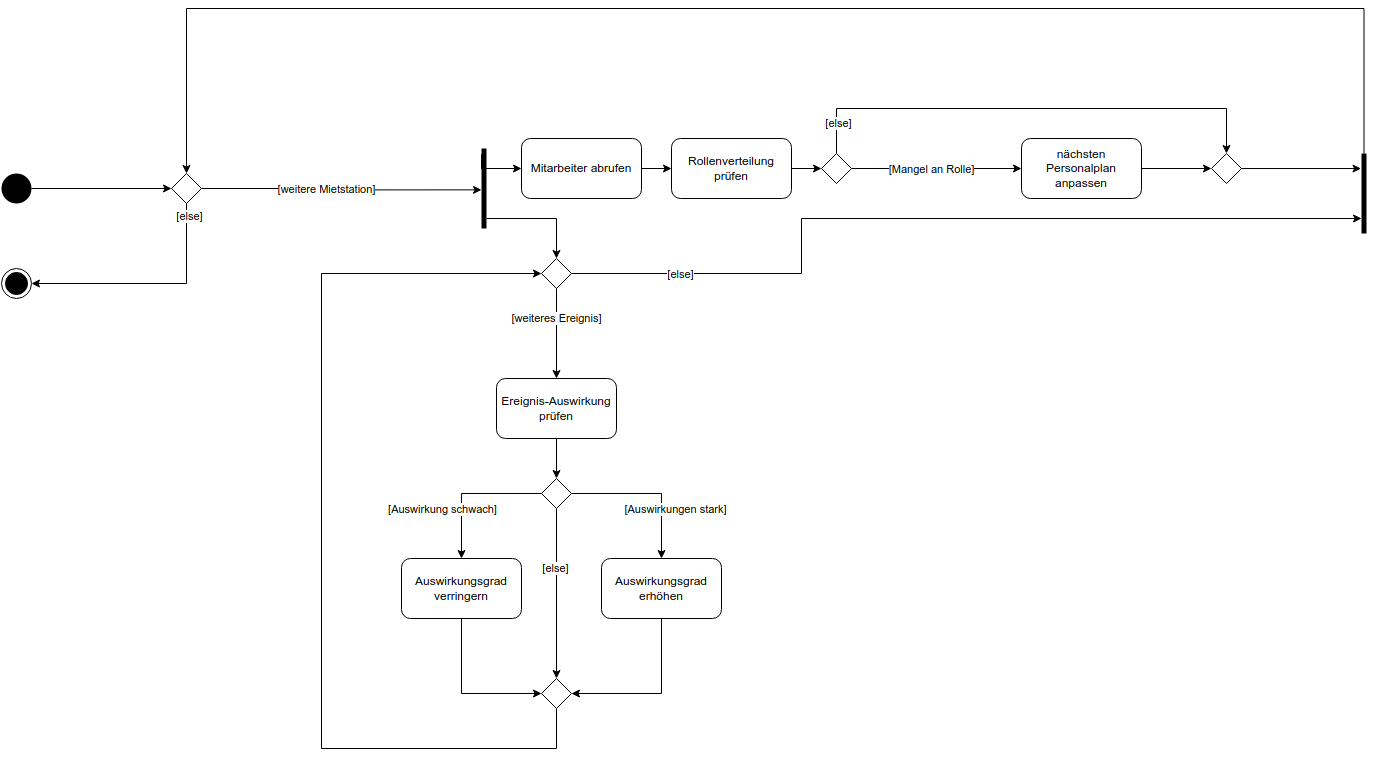 [else]
Mitarbeiter abrufen
Rollenverteilung
prüfen
[Mangel an Rolle]
nächsten
Personalplan
anpassen
[weitere Mietstation]
[else]
[else]
[weiteres Ereignis]
Ereignis-Auswirkung
prüfen
[Auswirkung schwach]
[Auswirkungen stark]
[else]
Auswirkungsgrad
verringern
Auswirkungsgrad
erhöhen